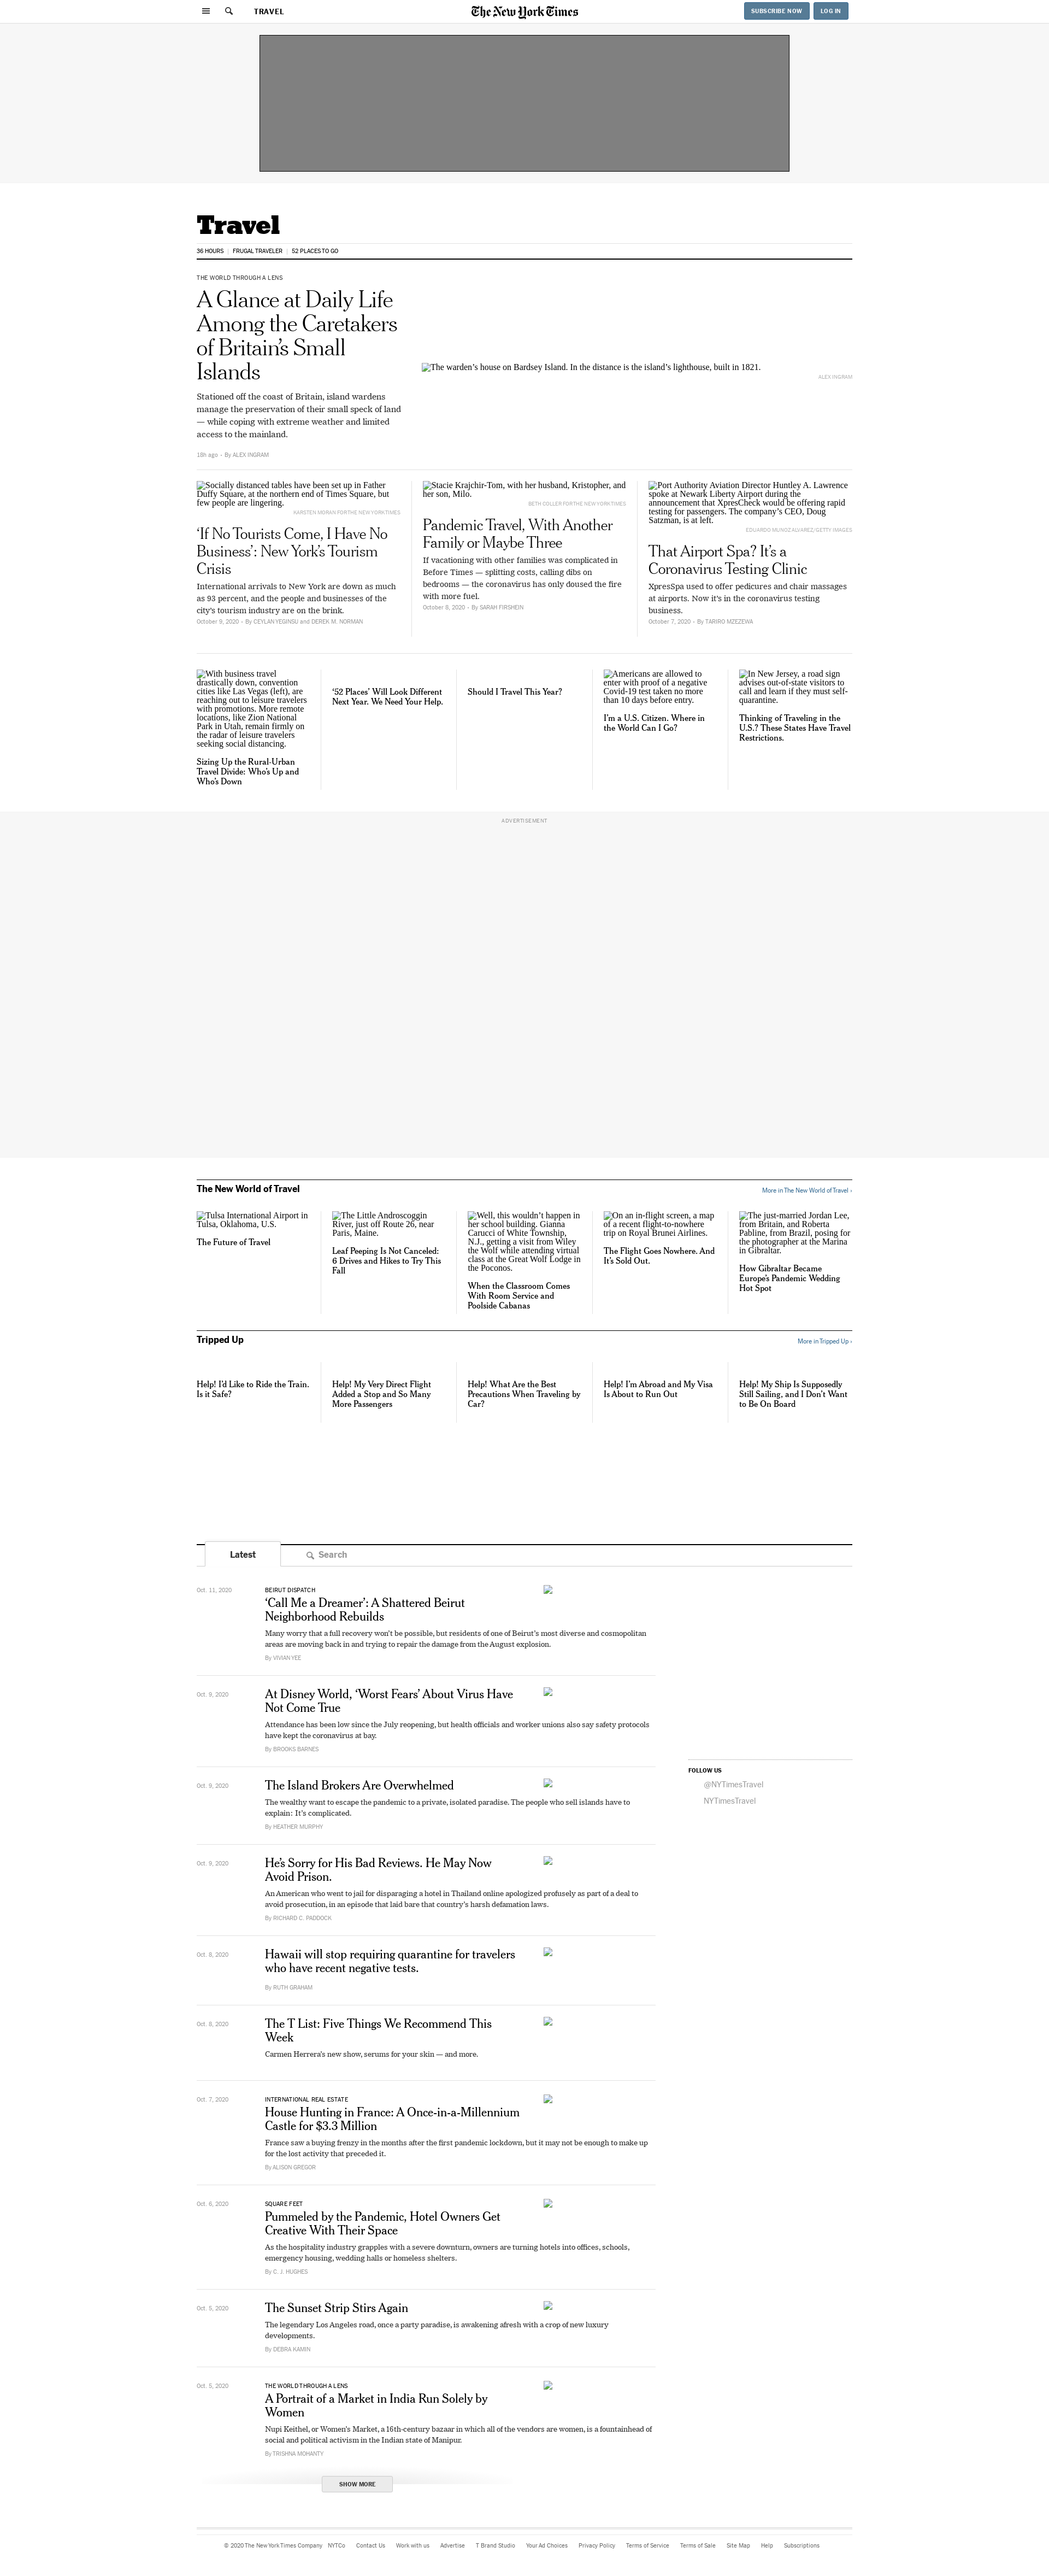 TRAVEL
The New York Times
SUBSCRIBE NOW
LOG IN
Travel
36 HOURS
FRUGAL TRAVELER
52 PLACES TO GO
THE WORLD THROUGH A LENS
A Glance at Daily Life
Among the Caretakers
of Britain's Small
Islands
Stationed off the coast of Britain, island wardens
manage the preservation of their small speck of land
— while coping with extreme weather and limited
access to the mainland.
18h ago · By ALEX INGRAM
The warden's house on Bardsey Island. In the distance is the island's lighthouse, built in 1821.
ALEX INGRAM
Socially distanced tables have been set up in Father
Duffy Square, at the northern end of Times Square, but
few people are lingering.
KARSTEN MORAN FOR THE NEW YORK TIMES
'If No Tourists Come, I Have No
Business': New York's Tourism
Crisis
International arrivals to New York are down as much
as 93 percent, and the people and businesses of the
city's tourism industry are on the brink.
October 9, 2020 · By CEYLAN YEGINSU and DEREK M. NORMAN
Stacie Krajchir-Tom, with her husband, Kristopher, and
her son, Milo.
BETH COLLER FOR THE NEW YORK TIMES
Pandemic Travel, With Another
Family or Maybe Three
If vacationing with other families was complicated in
Before Times — splitting costs, calling dibs on
bedrooms — the coronavirus has only doused the fire
with more fuel.
October 8, 2020 · By SARAH FIRSHEIN
Port Authority Aviation Director Huntley A. Lawrence
spoke at Newark Liberty Airport during the
announcement that XpresCheck would be offering rapid
testing for passengers. The company's CEO, Doug
Satzman, is at left.
EDUARDO MUNOZ ALVAREZ/GETTY IMAGES
That Airport Spa? It's a
Coronavirus Testing Clinic
XpresSpa used to offer pedicures and chair massages
at airports. Now it's in the coronavirus testing
business.
October 7, 2020 · By TARIRO MZEZEWA
With business travel
drastically down, convention
cities like Las Vegas (left), are
reaching out to leisure travelers
with promotions. More remote
locations, like Zion National
Park in Utah, remain firmly on
the radar of leisure travelers
seeking social distancing.
Sizing Up the Rural-Urban
Travel Divide: Who's Up and
Who's Down
'52 Places' Will Look Different
Next Year. We Need Your Help.
Should I Travel This Year?
Americans are allowed to
enter with proof of a negative
Covid-19 test taken no more
than 10 days before entry.
I'm a U.S. Citizen. Where in
the World Can I Go?
In New Jersey, a road sign
advises out-of-state visitors to
call and learn if they must self-
quarantine.
Thinking of Traveling in the
U.S.? These States Have Travel
Restrictions.
ADVERTISEMENT
The New World of Travel
More in The New World of Travel ›
Tulsa International Airport in
Tulsa, Oklahoma, U.S.
The Future of Travel
The Little Androscoggin
River, just off Route 26, near
Paris, Maine.
Leaf Peeping Is Not Canceled:
6 Drives and Hikes to Try This
Fall
Well, this wouldn't happen in
her school building. Gianna
Carucci of White Township,
N.J., getting a visit from Wiley
the Wolf while attending virtual
class at the Great Wolf Lodge in
the Poconos.
When the Classroom Comes
With Room Service and
Poolside Cabanas
On an in-flight screen, a map
of a recent flight-to-nowhere
trip on Royal Brunei Airlines.
The Flight Goes Nowhere. And
It's Sold Out.
The just-married Jordan Lee,
from Britain, and Roberta
Pabline, from Brazil, posing for
the photographer at the Marina
in Gibraltar.
How Gibraltar Became
Europe's Pandemic Wedding
Hot Spot
Tripped Up
More in Tripped Up ›
Help! I'd Like to Ride the Train.
Is it Safe?
Help! My Very Direct Flight
Added a Stop and So Many
More Passengers
Help! What Are the Best
Precautions When Traveling by
Car?
Help! I'm Abroad and My Visa
Is About to Run Out
Help! My Ship Is Supposedly
Still Sailing, and I Don't Want
to Be On Board
Latest
Search
Oct. 11, 2020
BEIRUT DISPATCH
'Call Me a Dreamer': A Shattered Beirut
Neighborhood Rebuilds
Many worry that a full recovery won't be possible, but residents of one of Beirut's most diverse and cosmopolitan
areas are moving back in and trying to repair the damage from the August explosion.
By VIVIAN YEE
Oct. 9, 2020
At Disney World, 'Worst Fears' About Virus Have
Not Come True
Attendance has been low since the July reopening, but health officials and worker unions also say safety protocols
have kept the coronavirus at bay.
By BROOKS BARNES
FOLLOW US
@NYTimesTravel
NYTimesTravel
Oct. 9, 2020
The Island Brokers Are Overwhelmed
The wealthy want to escape the pandemic to a private, isolated paradise. The people who sell islands have to
explain: It's complicated.
By HEATHER MURPHY
Oct. 9, 2020
He's Sorry for His Bad Reviews. He May Now
Avoid Prison.
An American who went to jail for disparaging a hotel in Thailand online apologized profusely as part of a deal to
avoid prosecution, in an episode that laid bare that country's harsh defamation laws.
By RICHARD C. PADDOCK
Oct. 8, 2020
Hawaii will stop requiring quarantine for travelers
who have recent negative tests.
By RUTH GRAHAM
Oct. 8, 2020
The T List: Five Things We Recommend This
Week
Carmen Herrera's new show, serums for your skin — and more.
Oct. 7, 2020
INTERNATIONAL REAL ESTATE
House Hunting in France: A Once-in-a-Millennium
Castle for $3.3 Million
France saw a buying frenzy in the months after the first pandemic lockdown, but it may not be enough to make up
for the lost activity that preceded it.
By ALISON GREGOR
Oct. 6, 2020
SQUARE FEET
Pummeled by the Pandemic, Hotel Owners Get
Creative With Their Space
As the hospitality industry grapples with a severe downturn, owners are turning hotels into offices, schools,
emergency housing, wedding halls or homeless shelters.
By C. J. HUGHES
Oct. 5, 2020
The Sunset Strip Stirs Again
The legendary Los Angeles road, once a party paradise, is awakening afresh with a crop of new luxury
developments.
By DEBRA KAMIN
Oct. 5, 2020
THE WORLD THROUGH A LENS
A Portrait of a Market in India Run Solely by
Women
Nupi Keithel, or Women's Market, a 16th-century bazaar in which all of the vendors are women, is a fountainhead of
social and political activism in the Indian state of Manipur.
By TRISHNA MOHANTY
SHOW MORE
© 2020 The New York Times Company NYTCo Contact Us Work with us Advertise T Brand Studio Your Ad Choices Privacy Policy Terms of Service Terms of Sale Site Map Help Subscriptions